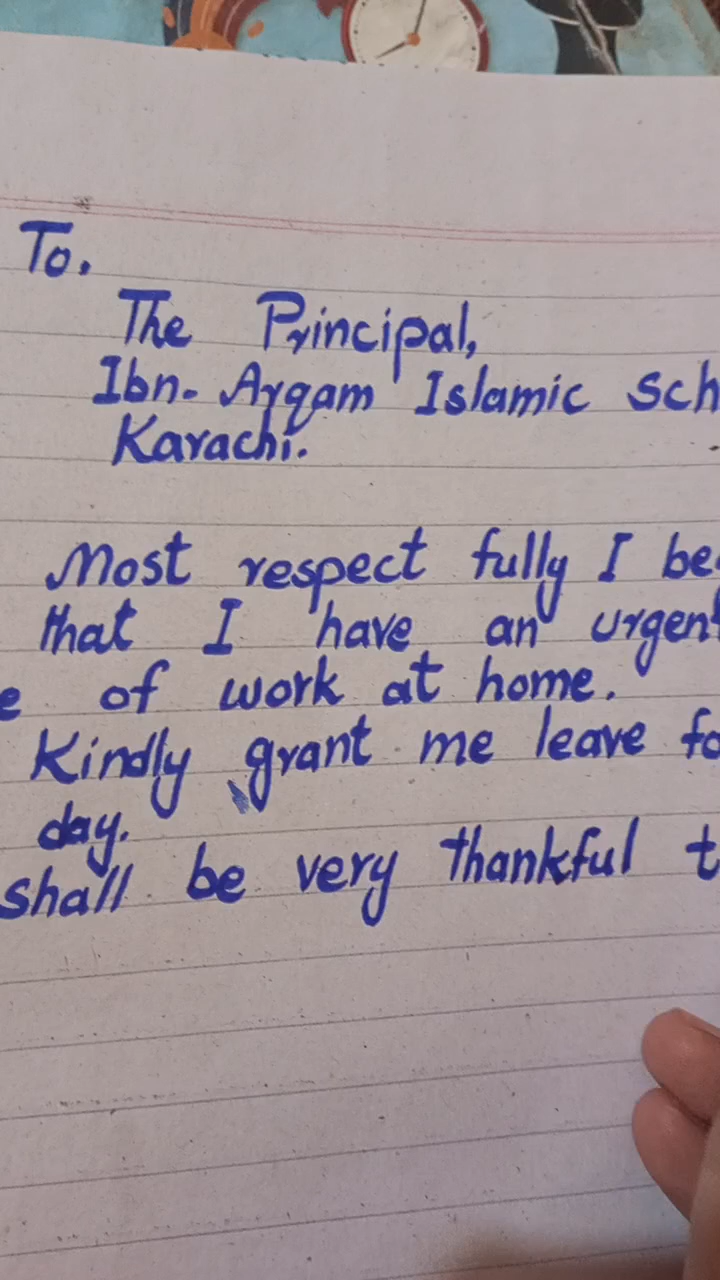 To.
The Principal,
Ibn- Arqam Islamic Sch
Karachi.
Most respect fully I be
that I have an urgent
e of work at home.
Kindly grant me leave fo
day.
shall be very thankful t